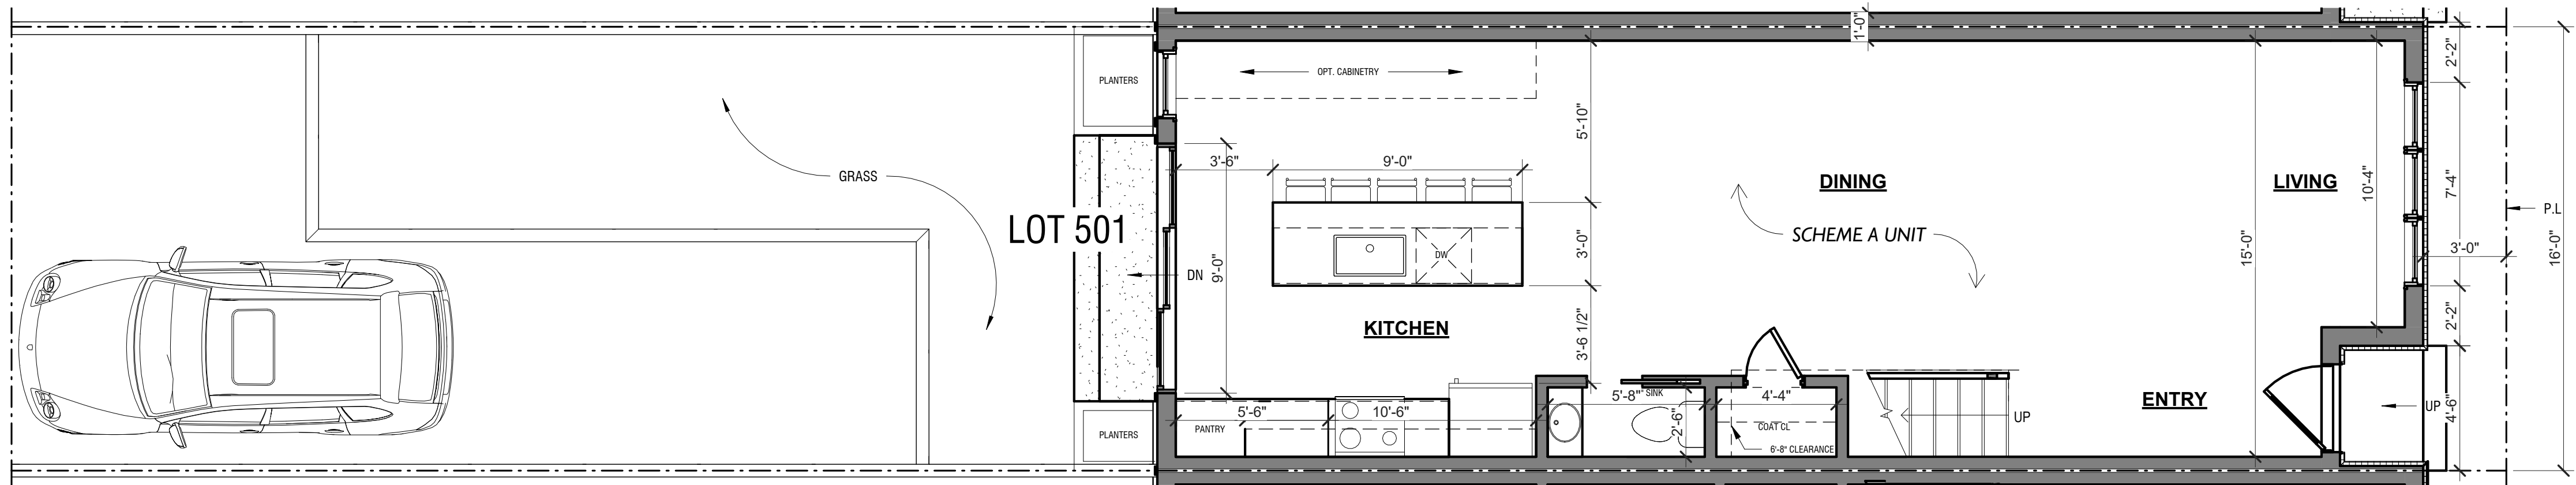 PLANTERS
OPT. CABINETRY
1'-0"
2'-2"
5'-10"
3'-6"
9'-0"
GRASS
LOT 501
DINING
LIVING
10'-4"
7'-4"
P.L
SCHEME A UNIT
DW
DN
9'-0"
3'-0"
15'-0"
3'-0"
16'-0"
KITCHEN
3'-6 1/2"
2'-2"
5'-8"
SINK
4'-4"
ENTRY
5'-6"
10'-6"
2'-6"
UP
UP
4'-6"
PLANTERS
PANTRY
COAT CL
6'-8" CLEARANCE